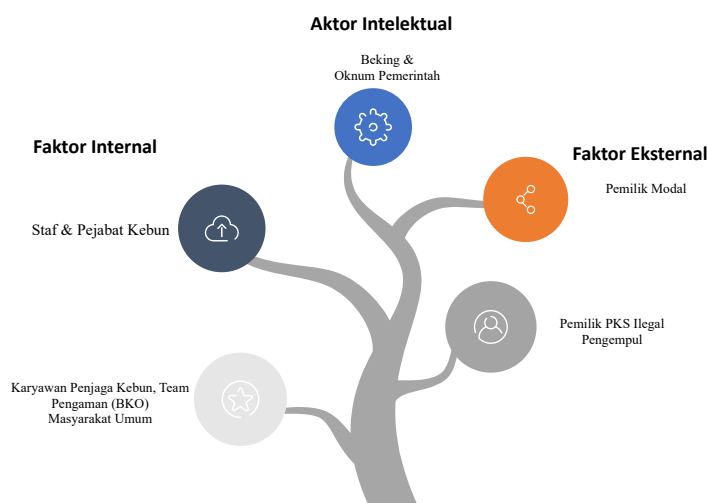 Aktor Intelektual
Beking &
Oknum Pemerintah
Faktor Internal
Staf & Pejabat Kebun
Karyawan Penjaga Kebun, Team
Pengaman (BKO)
Masyarakat Umum
Faktor Eksternal
Pemilik Modal
Pemilik PKS Ilegal
Pengempul